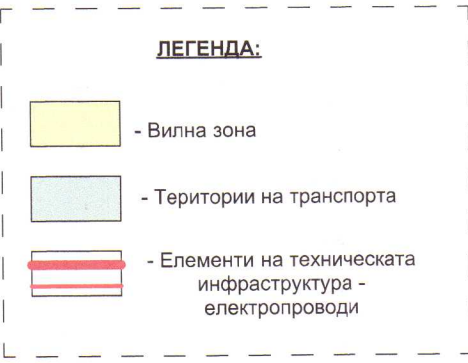 ЛЕГЕНДА:
- Вилна зона
- Територии на транспорта
- Елементи на техническата
инфраструктура -
електропроводи